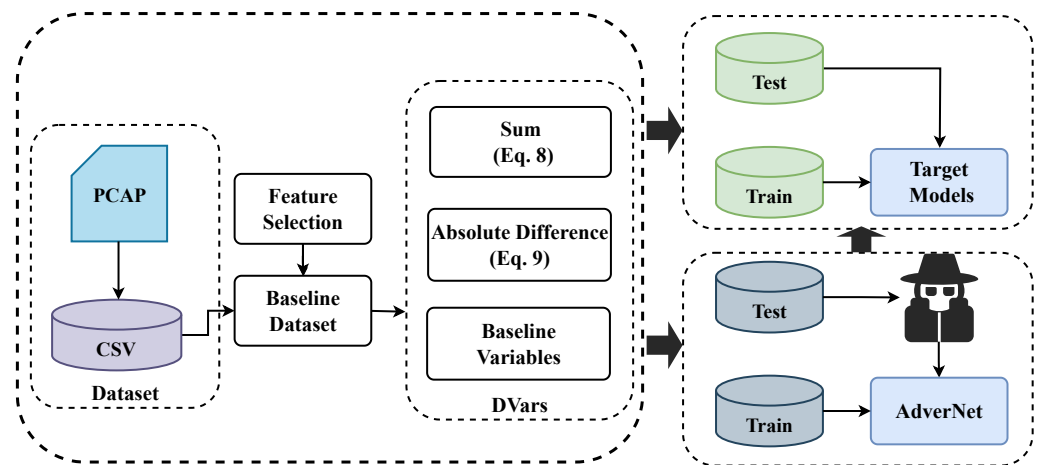 PCAP
CSV
Dataset
Feature
Selection
Baseline
Dataset
Sum
(Eq. 8)
Absolute Difference
(Eq. 9)
Baseline
Variables
DVars
Test
Train
Target
Models
Test
Train
AdverNet